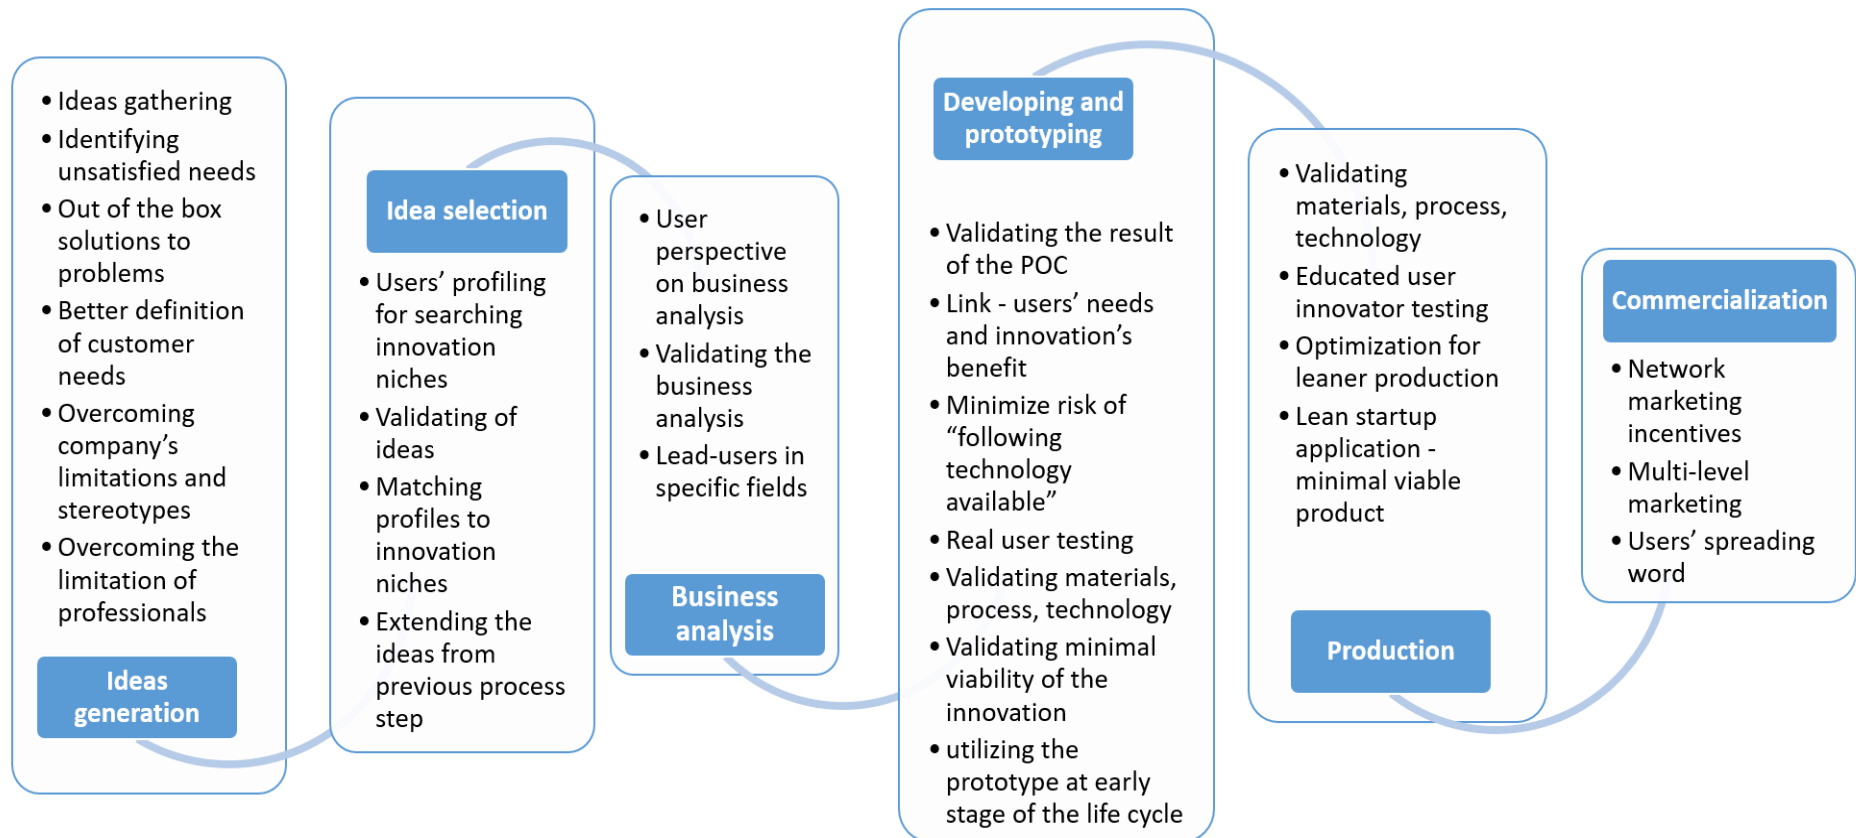 • Ideas gathering
• Identifying
unsatisfied needs
• Out of the box
solutions to
problems
• Better definition
of customer
needs
• Overcoming
company’s
limitations and
stereotypes
• Overcoming the
limitation of
professionals
Ideas
generation
Idea selection
• Users’ profiling
for searching
innovation
niches
• Validating of
ideas
• Matching
profiles to
innovation
niches
• Extending the
ideas from
previous process
step
• User
perspective
on business
analysis
• Validating the
business
analysis
• Lead-users in
specific fields
Business
analysis
Developing and
prototyping
• Validating the result
of the POC
• Link - users’ needs
and innovation’s
benefit
• Minimize risk of
“following
technology
available”
• Real user testing
• Validating materials,
process, technology
• Validating minimal
viability of the
innovation
• utilizing the
prototype at early
stage of the life cycle
• Validating
materials, process,
technology
• Educated user
innovator testing
• Optimization for
leaner production
• Lean startup
application -
minimal viable
product
Production
Commercialization
• Network
marketing
incentives
• Multi-level
marketing
• Users’ spreading
word